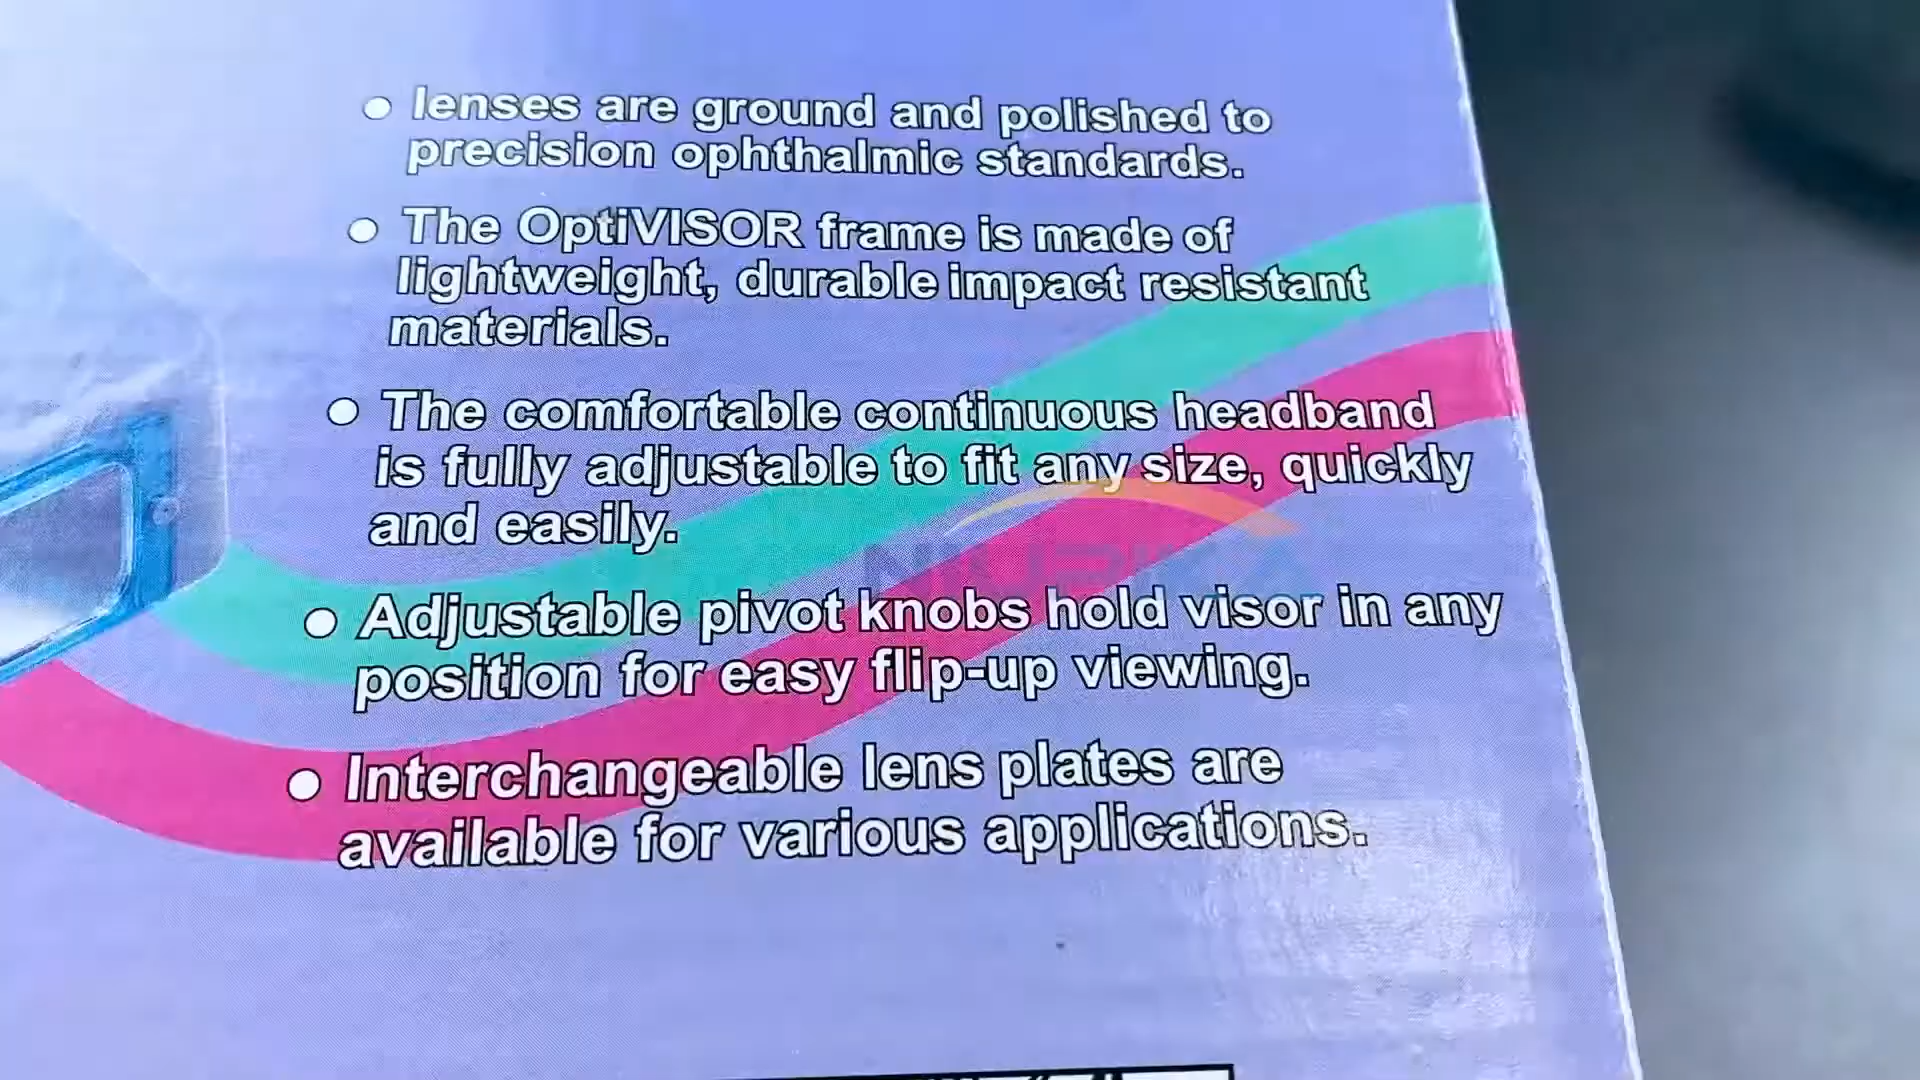 • lenses are ground and polished to
precision ophthalmic standards.
• The OptiVISOR frame is made of
lightweight, durable impact resistant
materials.
• The comfortable continuous headband
is fully adjustable to fit any size, quickly
and easily.
• Adjustable pivot knobs hold visor in any
position for easy flip-up viewing.
• Interchangeable lens plates are
available for various applications.